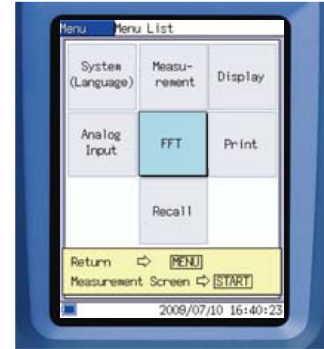 Menu Menu List
System (Language)
Measu-rement
Display
Analog Input
FFT
Print
Recall
Return ⇨ MENU
Measurement Screen ⇨ START
2009/07/10 16:40:23